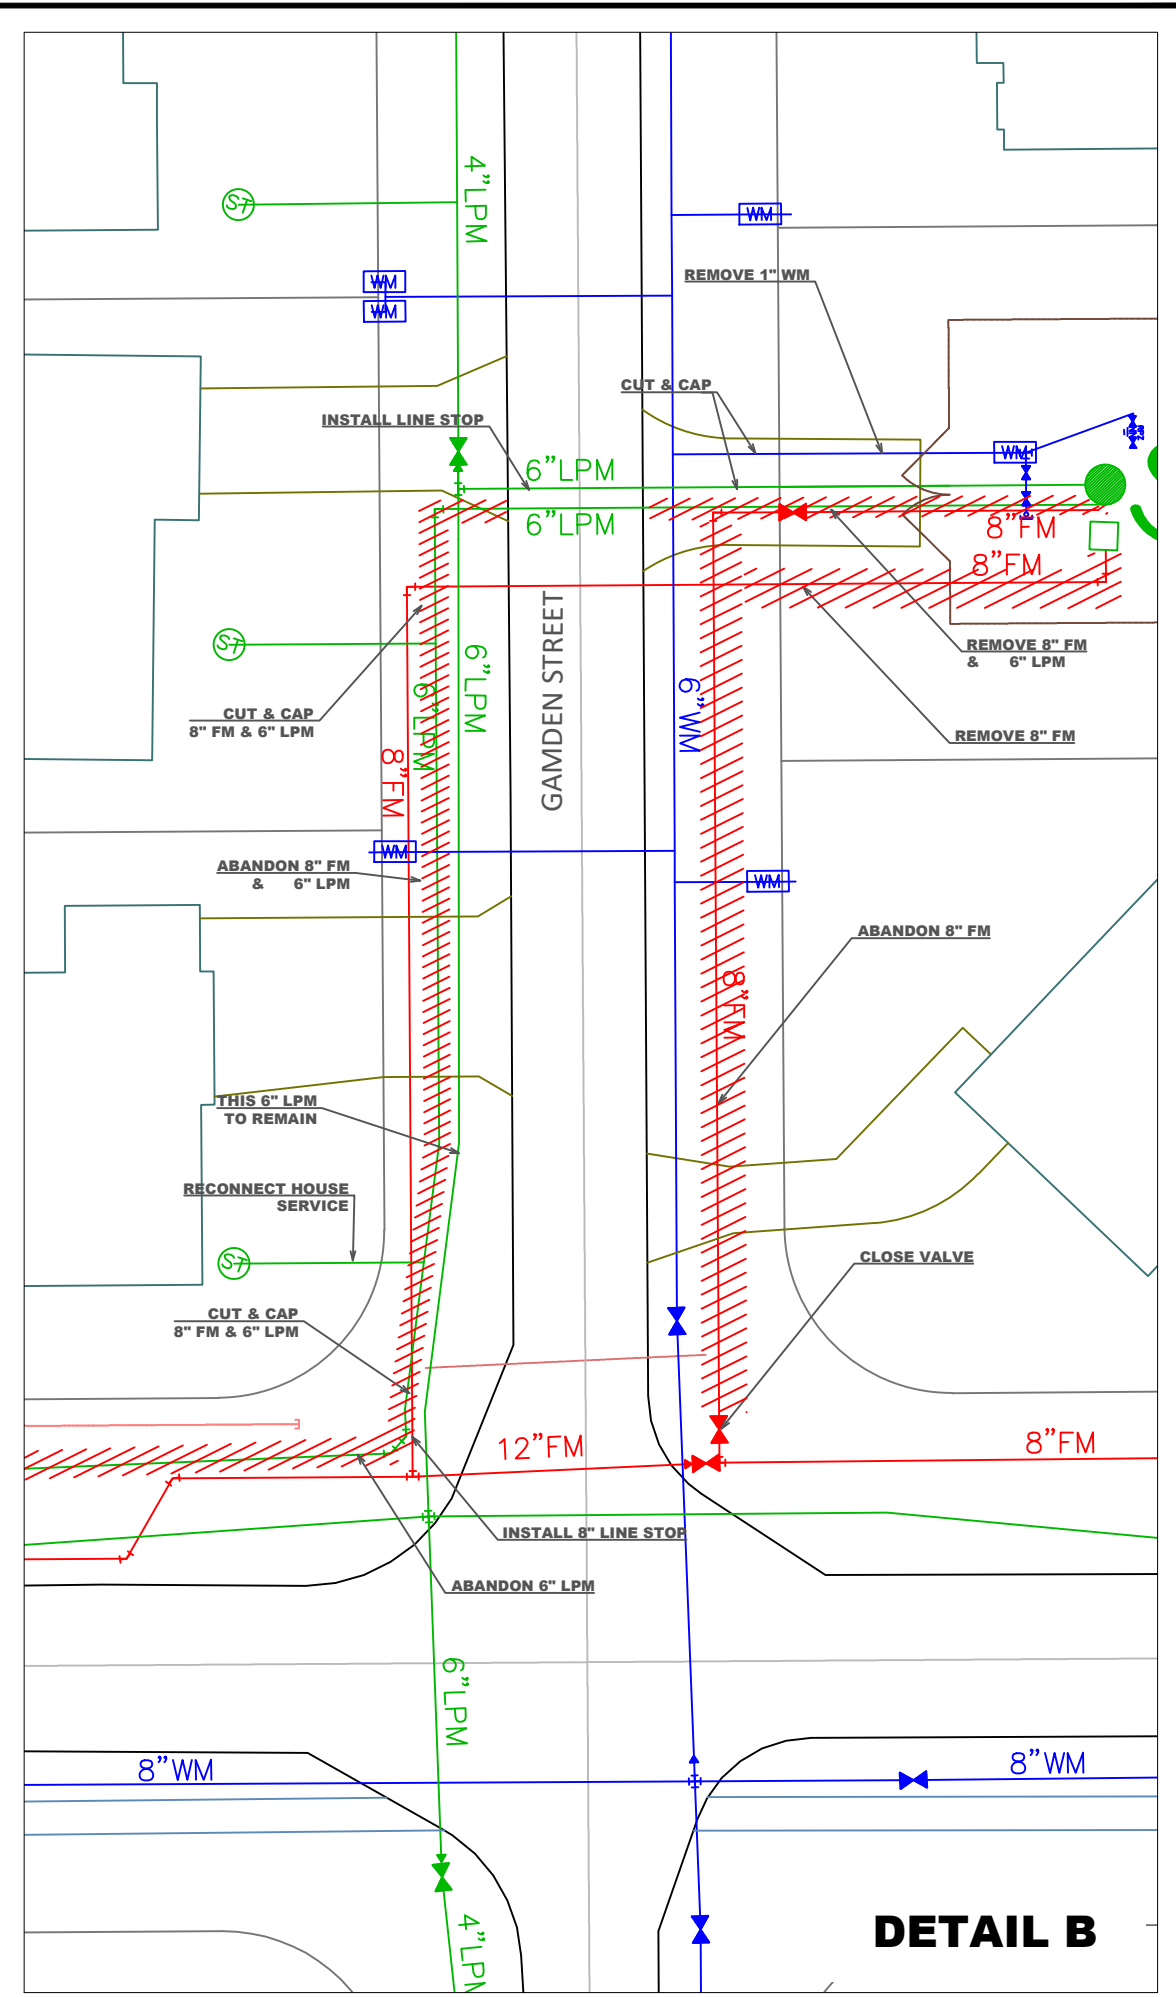 4"LPM
ST
WM
WM
WM
REMOVE 1" WM
CUT & CAP
INSTALL LINE STOP
WM
6"LPM
6"LPM
8"FM
8"FM
GAMDEN STREET
ST
6"LPM
6"LPM
6"WM
REMOVE 8" FM
& 6" LPM
CUT & CAP
8" FM & 6" LPM
REMOVE 8" FM
8"FM
WM
ABANDON 8" FM
& 6" LPM
WM
ABANDON 8" FM
8"FM
THIS 6" LPM
TO REMAIN
RECONNECT HOUSE
SERVICE
ST
CLOSE VALVE
CUT & CAP
8" FM & 6" LPM
12"FM
8"FM
INSTALL 8" LINE STOP
ABANDON 6" LPM
6"LPM
8"WM
8"WM
4"LPM
DETAIL B